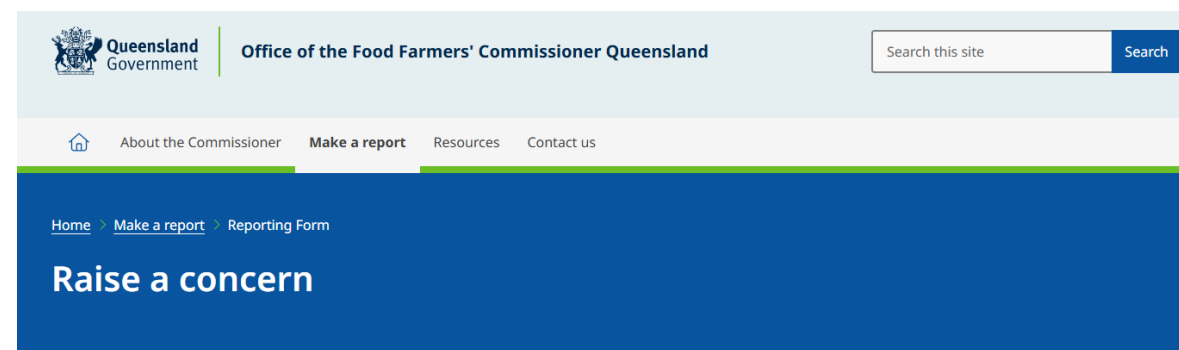 Queensland
Government
Office of the Food Farmers' Commissioner Queensland
Search this site
Search
About the Commissioner
Make a report
Resources
Contact us
Home > Make a report > Reporting Form
Raise a concern